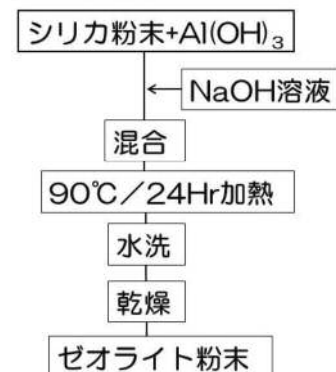 シリカ粉末+Al(OH)₃
NaOH溶液
混合
90℃／24Hr加熱
水洗
乾燥
ゼオライト粉末